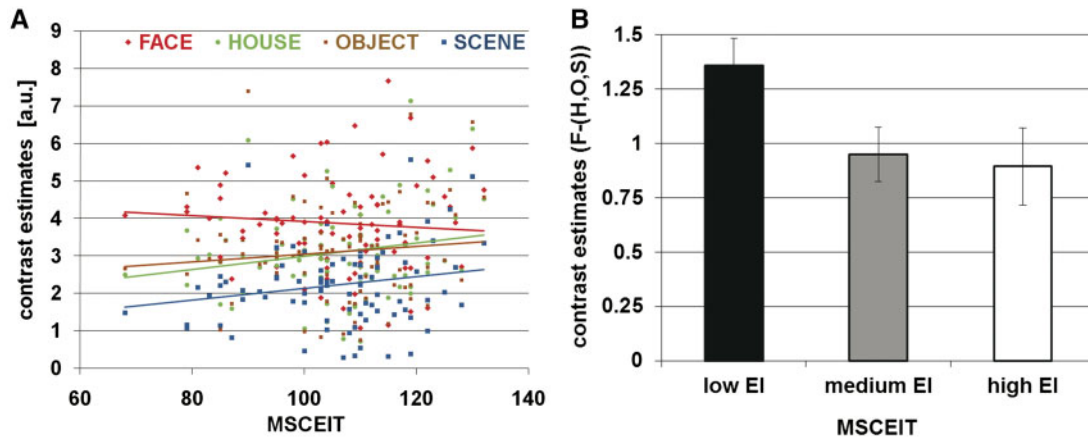 A
9
8
7
6
5
4
3
2
1
0
FACE HOUSE OBJECT SCENE
contrast estimates [a.u.]
60 80 100 120 140
MSCEIT
B
1.5
1.25
1
0.75
0.5
0.25
0
contrast estimates (F-(H,O,S))
low EI medium EI high EI
MSCEIT